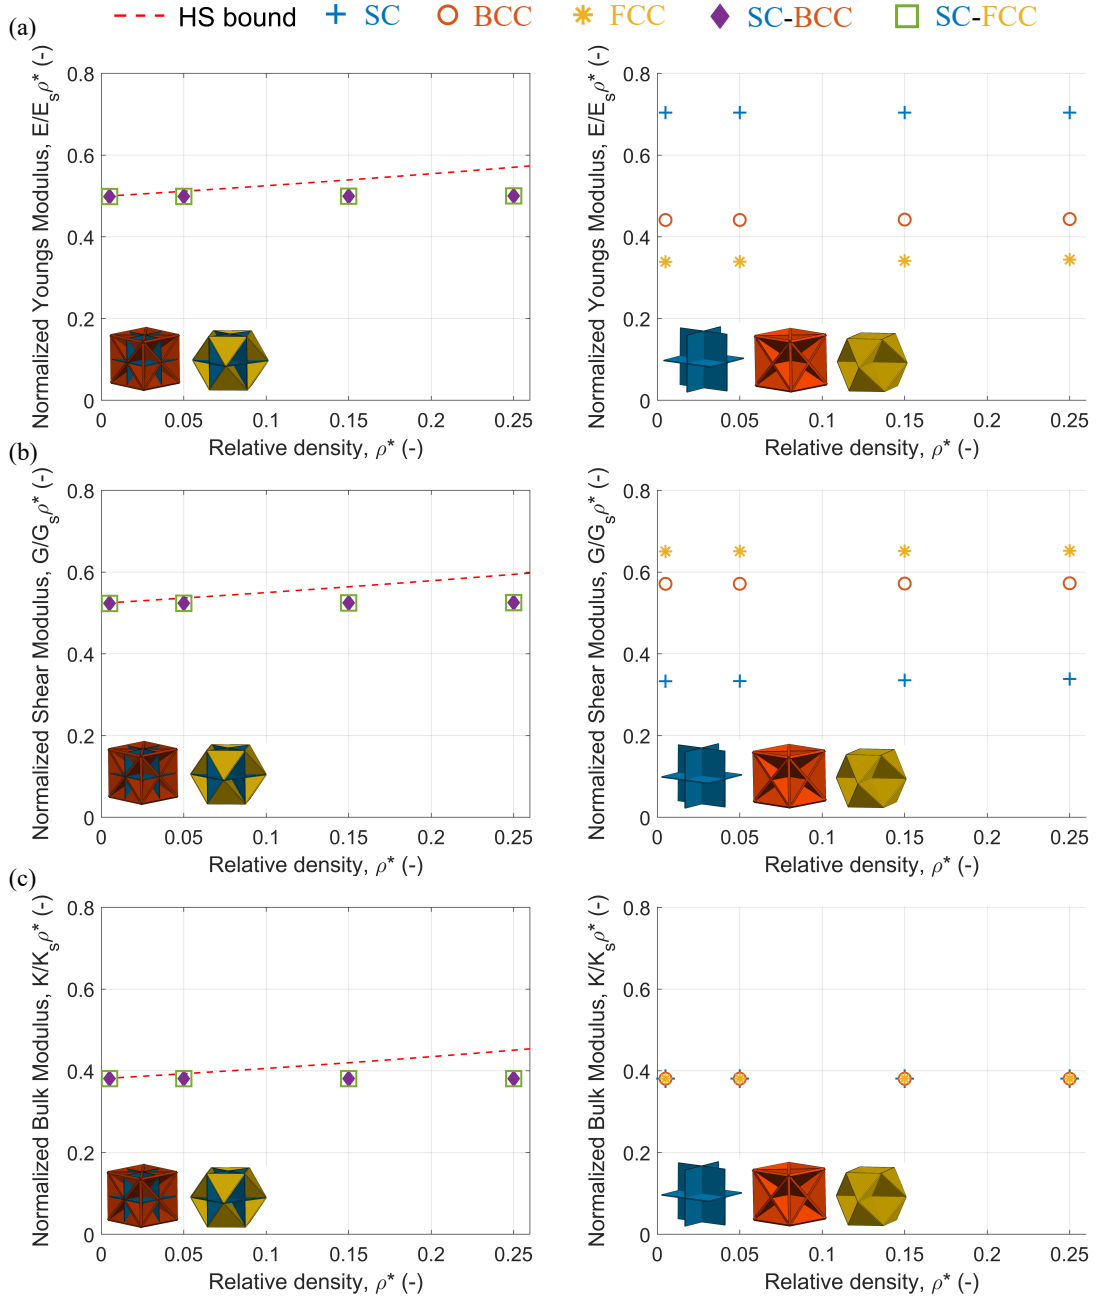 (a)
HS bound SC BCC FCC SC-BCC SC-FCC
Normalized Youngs Modulus, E/E_sρ* (-)
0.8
0.6
0.4
0.2
0
0 0.05 0.1 0.15 0.2 0.25
Relative density, ρ* (-)
Normalized Youngs Modulus, E/E_sρ* (-)
0.8
0.6
0.4
0.2
0
0 0.05 0.1 0.15 0.2 0.25
Relative density, ρ* (-)
(b)
Normalized Shear Modulus, G/G_sρ* (-)
0.8
0.6
0.4
0.2
0
0 0.05 0.1 0.15 0.2 0.25
Relative density, ρ* (-)
Normalized Shear Modulus, G/G_sρ* (-)
0.8
0.6
0.4
0.2
0
0 0.05 0.1 0.15 0.2 0.25
Relative density, ρ* (-)
(c)
Normalized Bulk Modulus, K/K_sρ* (-)
0.8
0.6
0.4
0.2
0
0 0.05 0.1 0.15 0.2 0.25
Relative density, ρ* (-)
Normalized Bulk Modulus, K/K_sρ* (-)
0.8
0.6
0.4
0.2
0
0 0.05 0.1 0.15 0.2 0.25
Relative density, ρ* (-)